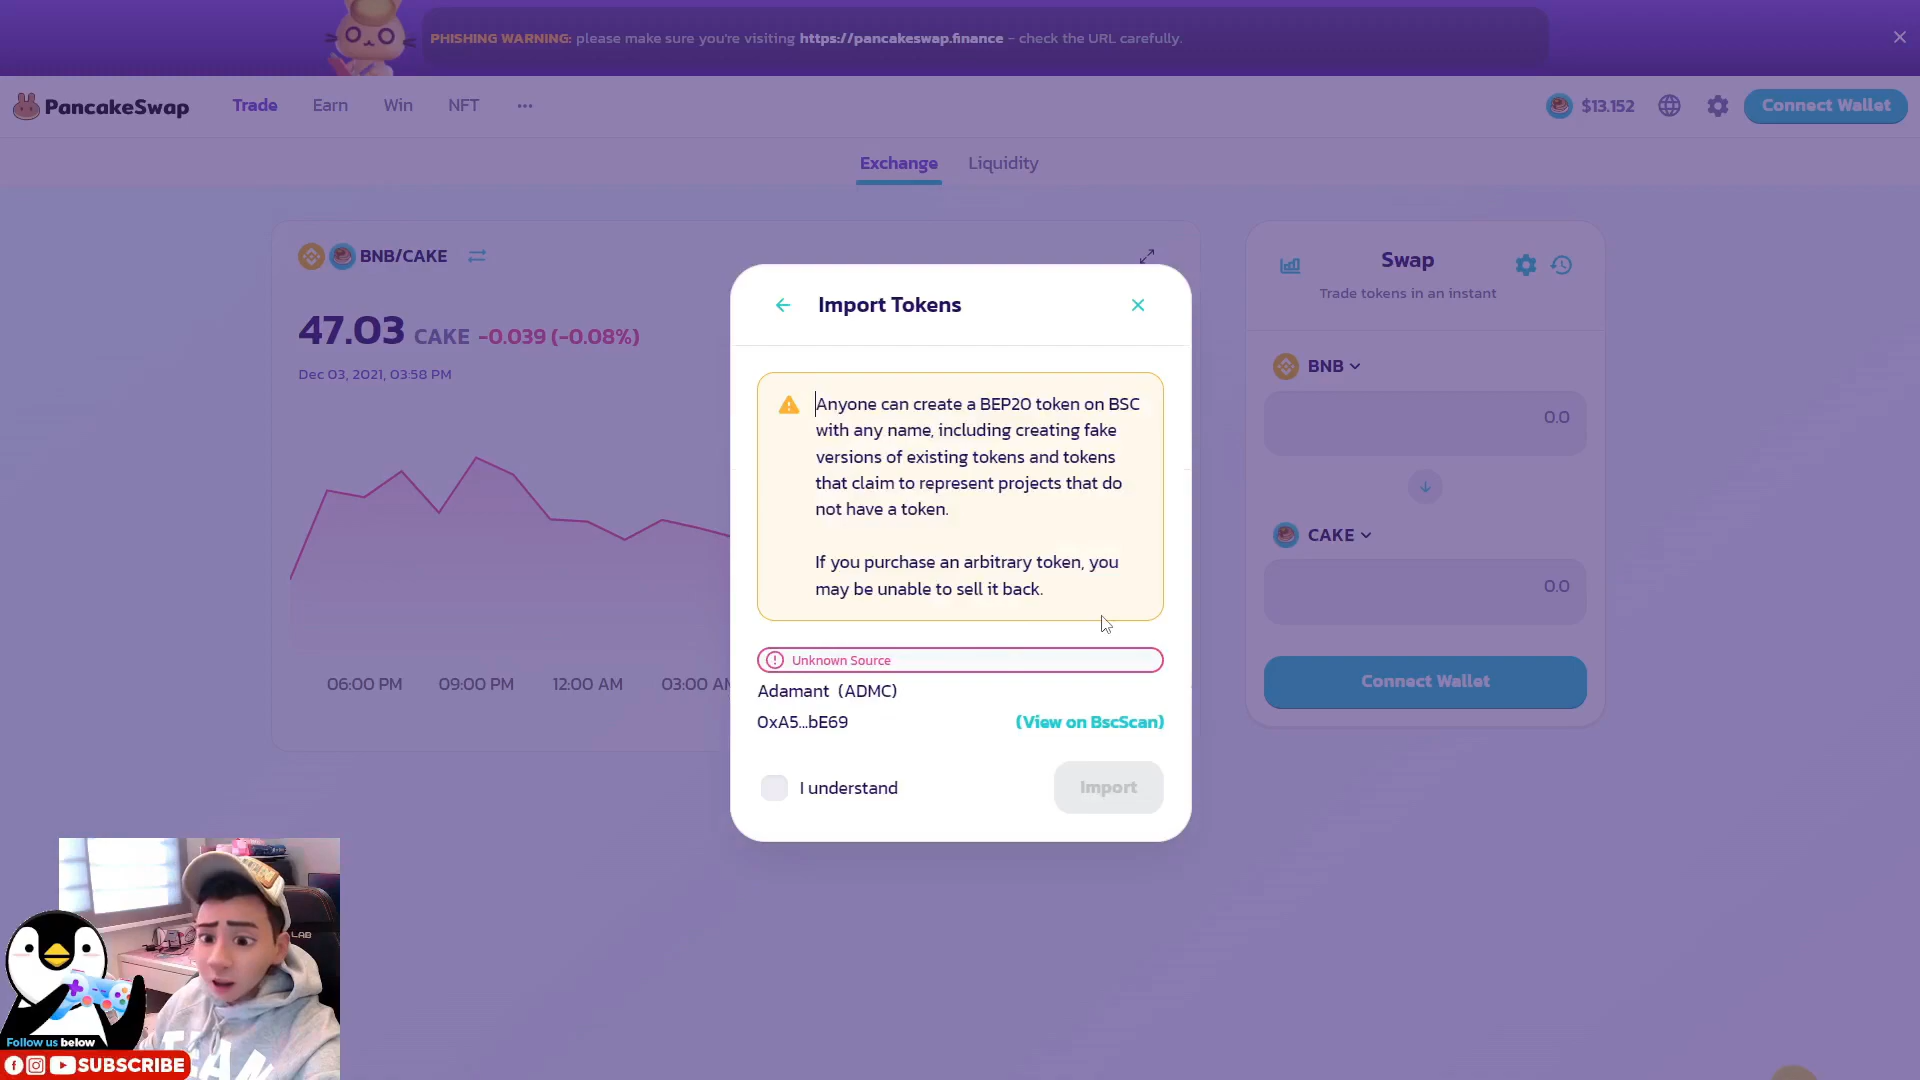 PHISHING WARNING: please make sure you're visiting https://pancakeswap.finance - check the URL carefully.
PancakeSwap
Trade
Earn
Win
NFT
$13.152
Connect Wallet
Exchange
Liquidity
BNB/CAKE
47.03 CAKE -0.039 (-0.08%)
Dec 03, 2021, 03:58 PM
06:00 PM
09:00 PM
12:00 AM
03:00 AM
Import Tokens
Anyone can create a BEP20 token on BSC
with any name, including creating fake
versions of existing tokens and tokens
that claim to represent projects that do
not have a token.
If you purchase an arbitrary token, you
may be unable to sell it back.
Unknown Source
Adamant (ADMC)
0xA5...bE69
(View on BscScan)
I understand
Import
Swap
Trade tokens in an instant
BNB
0.0
CAKE
0.0
Connect Wallet
LAB
Follow us below
SUBSCRIBE